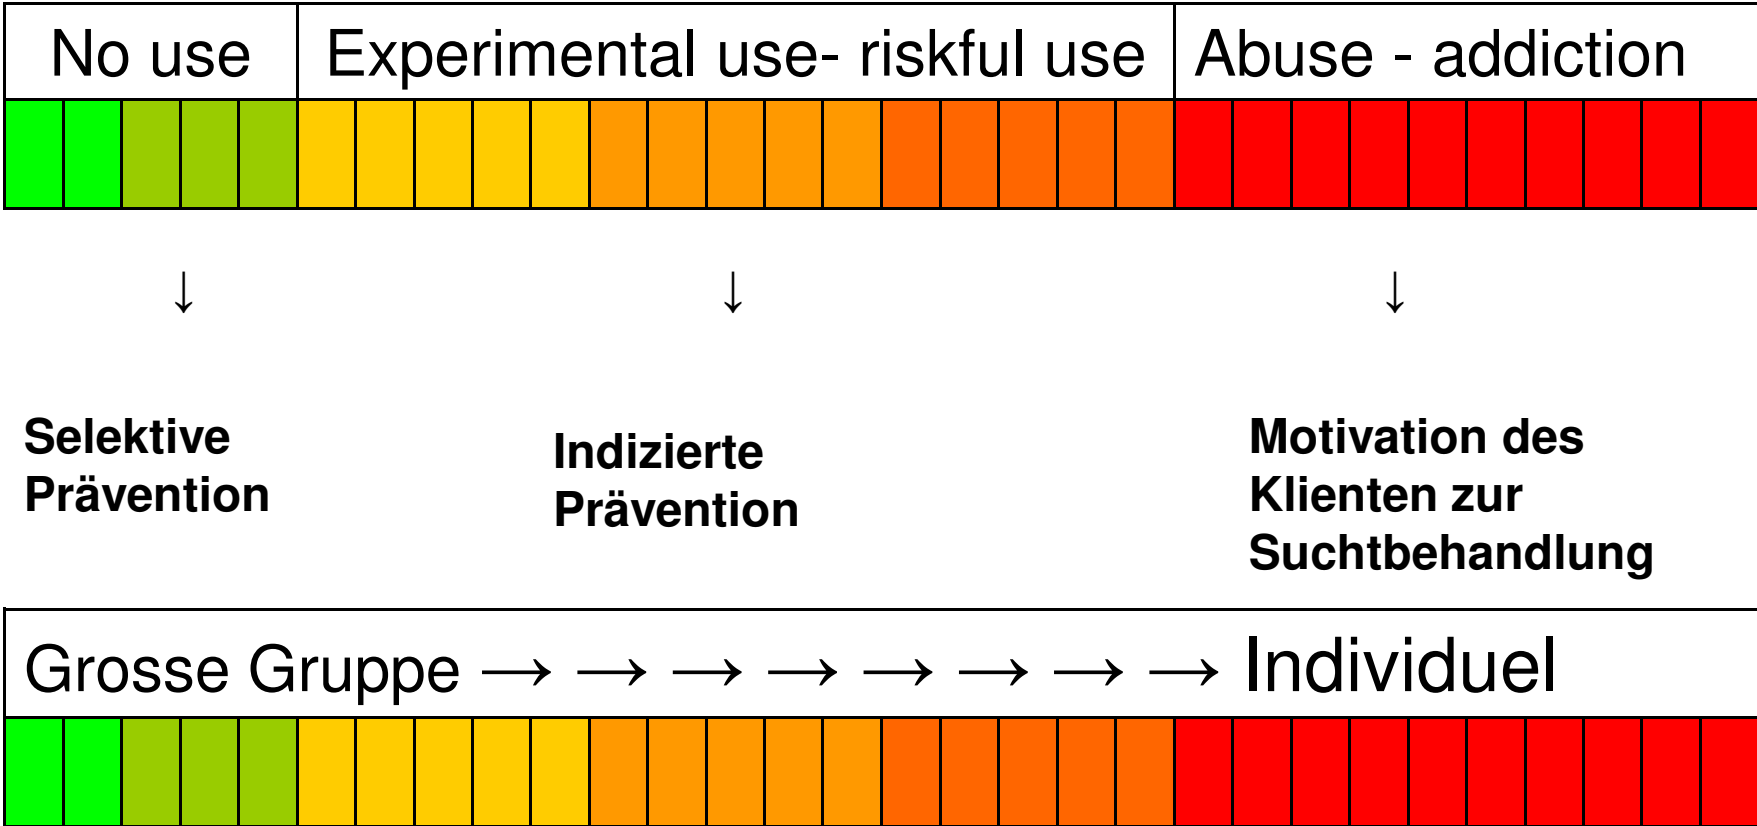 No use
Experimental use- riskful use
Abuse - addiction
↓ ↓ ↓
Selektive
Prävention
Indizierte
Prävention
Motivation des
Klienten zur
Suchtbehandlung
Grosse Gruppe → → → → → → → → Individuel